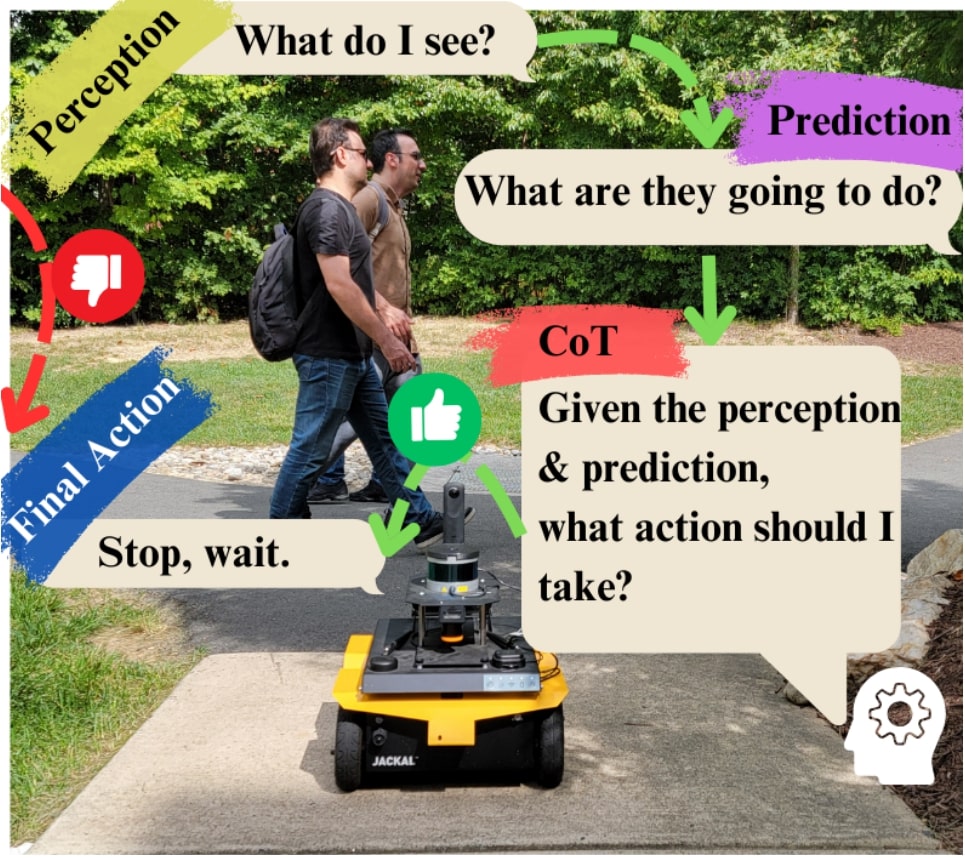 Perception
What do I see?
Prediction
What are they going to do?
CoT
Given the perception
& prediction,
what action should I
take?
Final Action
Stop, wait.
JACKAL